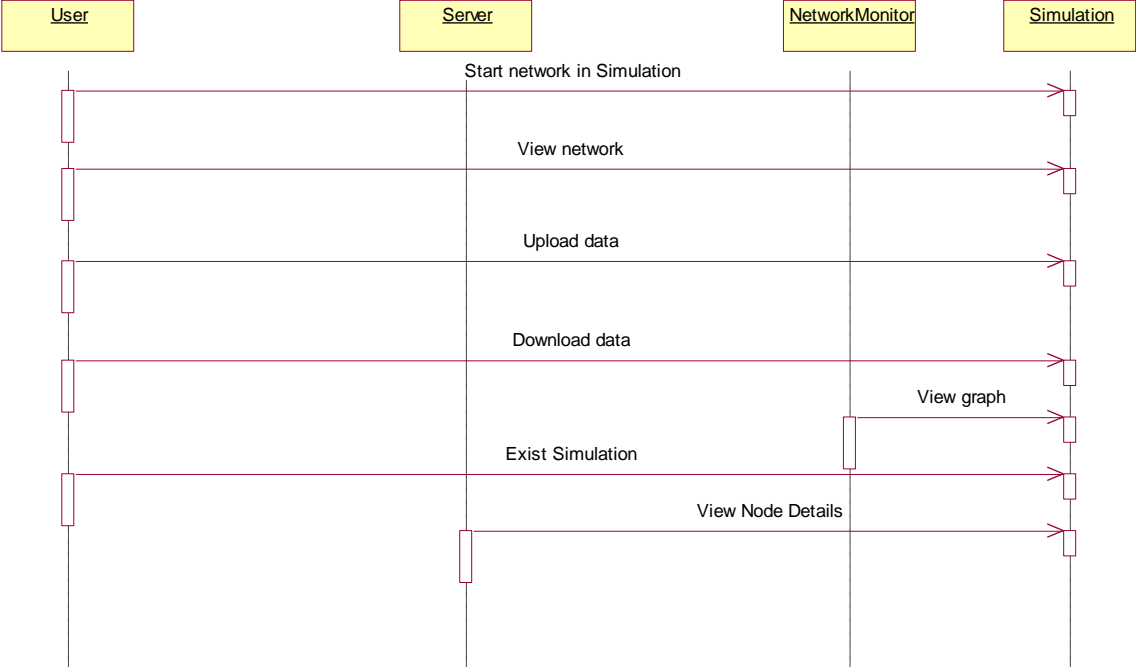 User
Server
NetworkMonitor
Simulation
Start network in Simulation
View network
Upload data
Download data
View graph
Exist Simulation
View Node Details